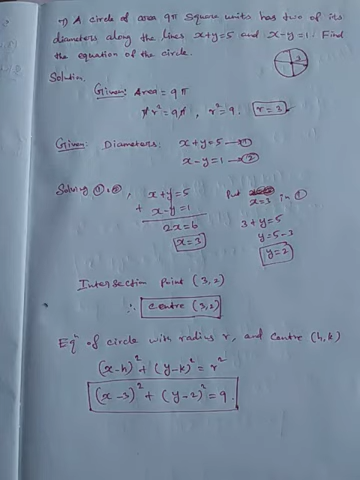 7) A circle of area 9π Square units has two of its
diameters along the lines x+y=5 and x-y=1. Find
the equation of the circle.
3
Solution.
Given: Area = 9π
πr² = 9π, r² = 9. r = 3.
Given: Diameters: x+y=5 → ①
x-y=1 → ②
Solving ① & ②,
x+y=5
+ x-y=1
2x=6
x=3
Put x=3 in ①
3+y=5
y=5-3
y=2
Intersection point (3,2)
∴ Centre (3,2)
Eqⁿ of circle with radius r, and Centre (h,k)
(x-h)² + (y-k)² = r²
(x-3)² + (y-2)² = 9.